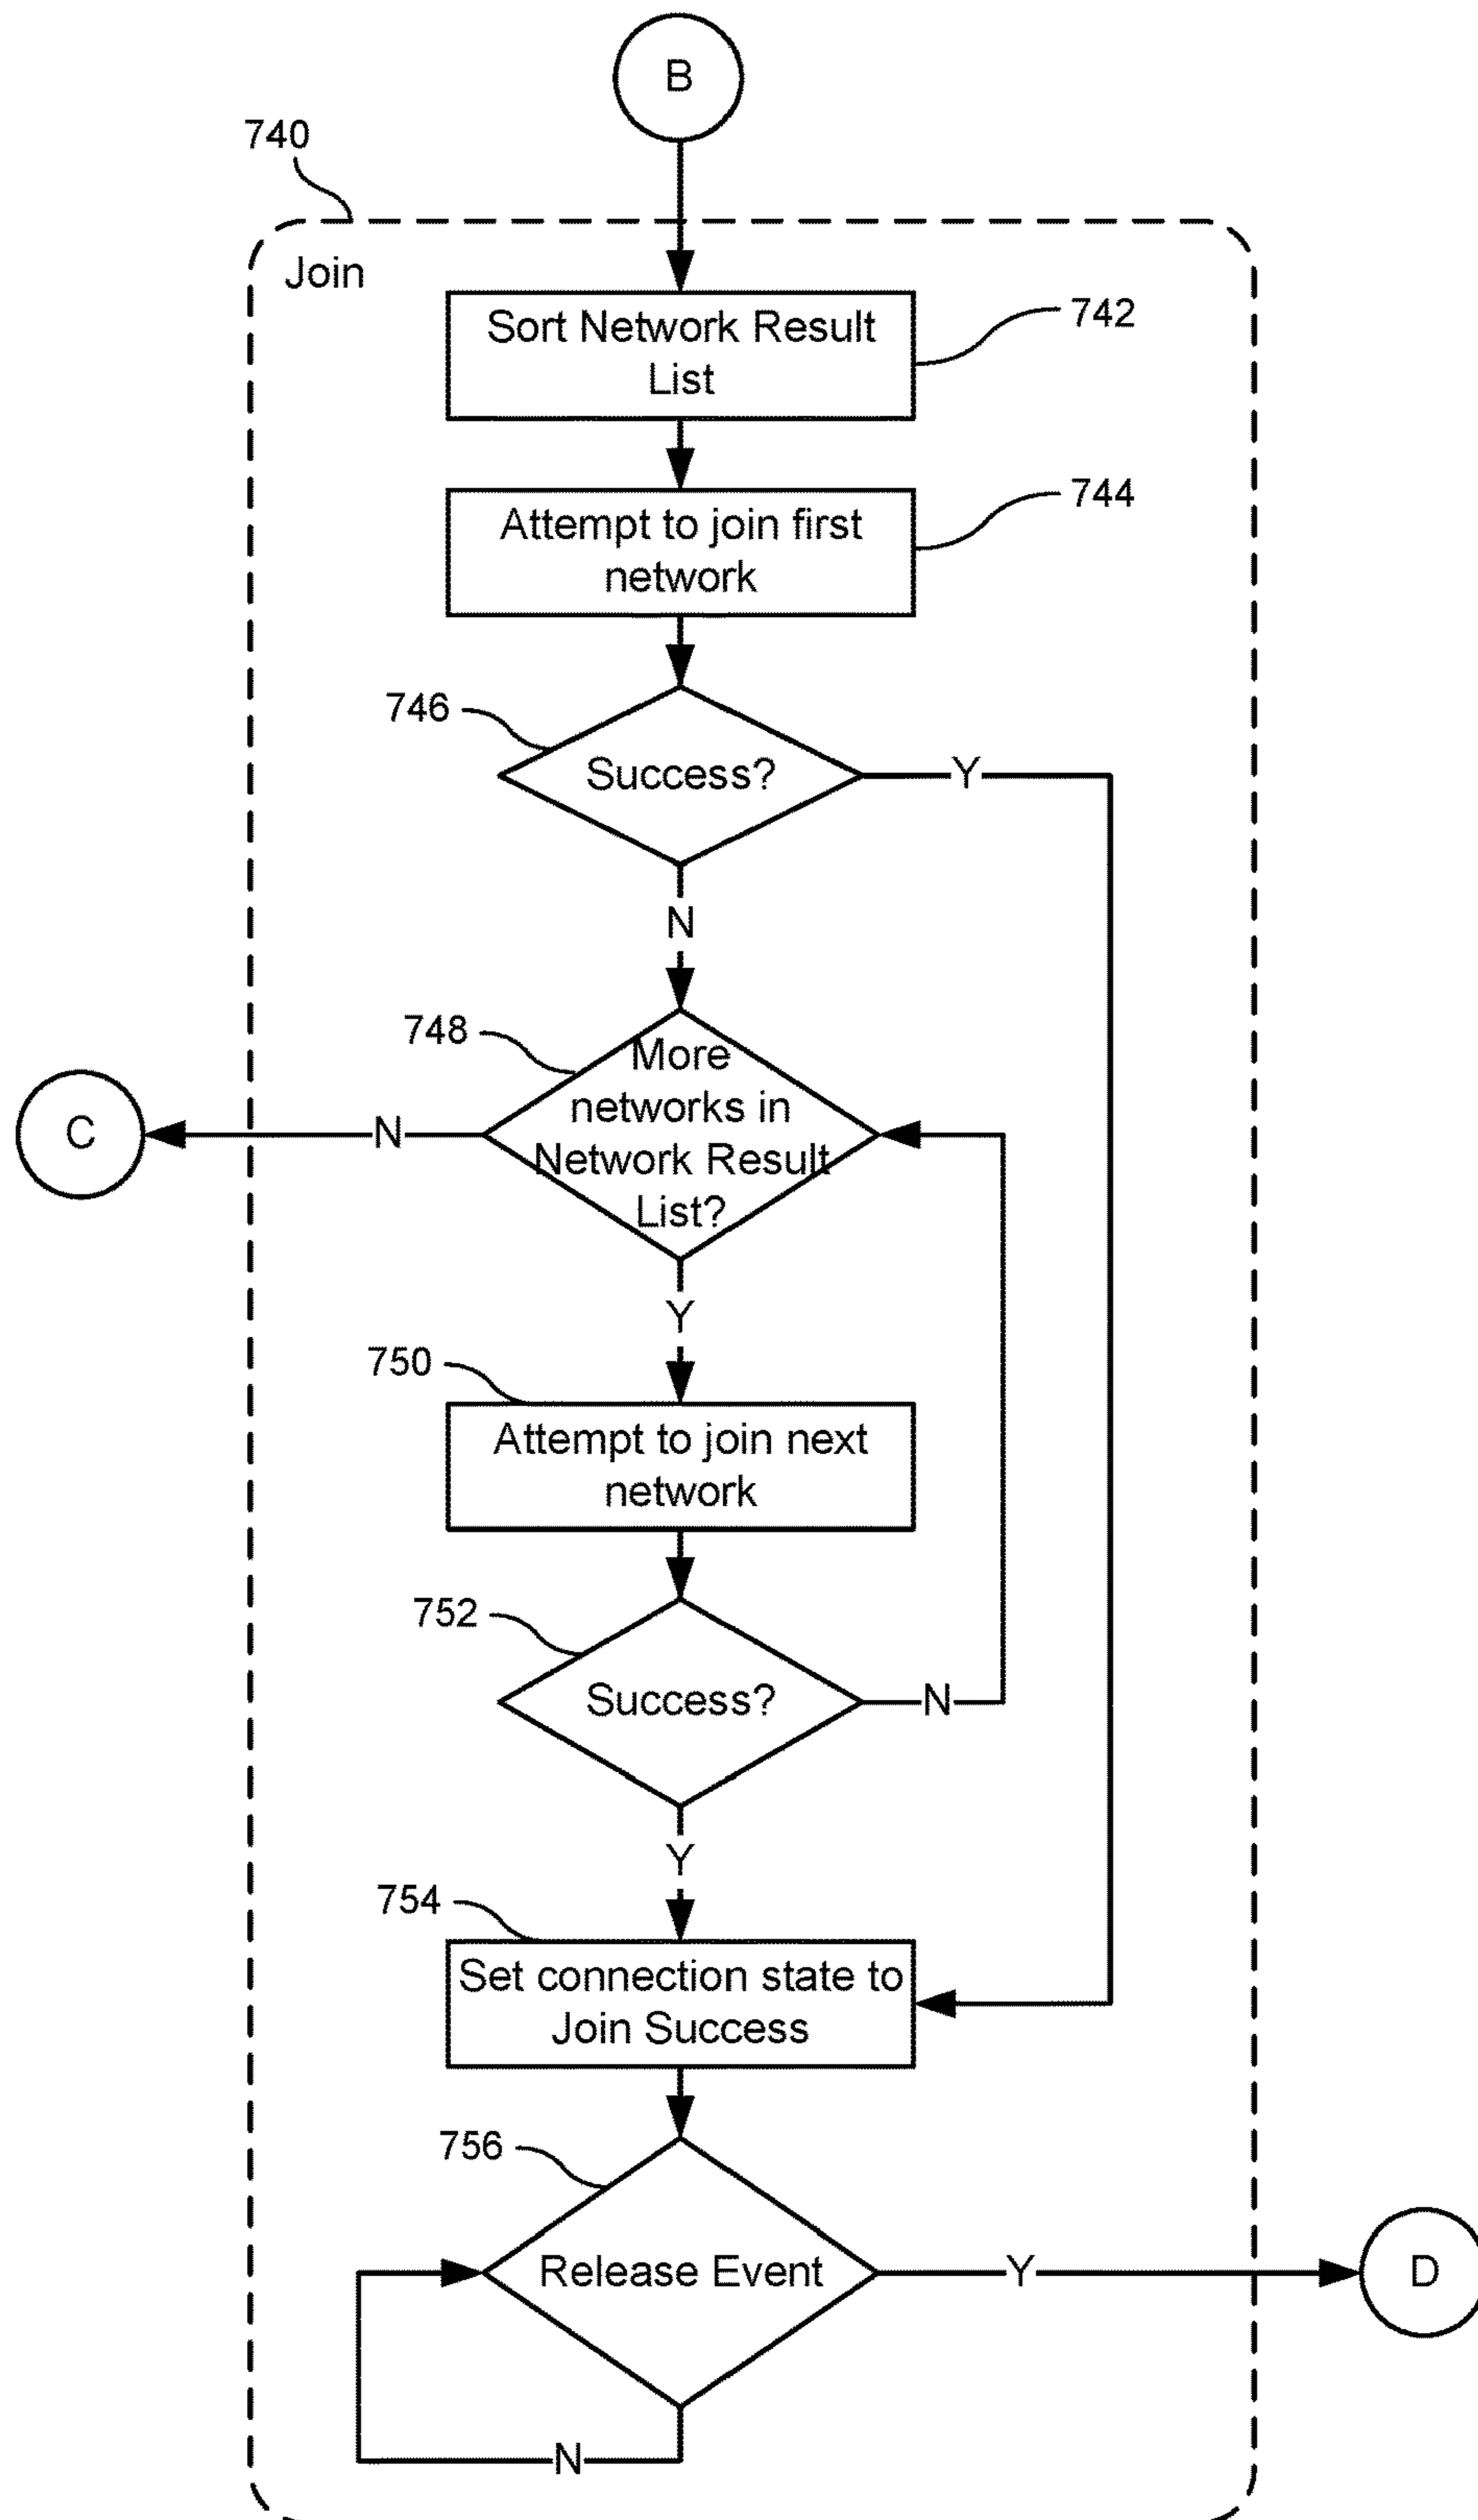 B
740
Join
Sort Network Result
List
742
Attempt to join first
network
744
746
Success?
Y
N
748
More
networks in
Network Result
List?
C
N
Y
750
Attempt to join next
network
752
Success?
N
Y
754
Set connection state to
Join Success
756
Release Event
Y
D
N